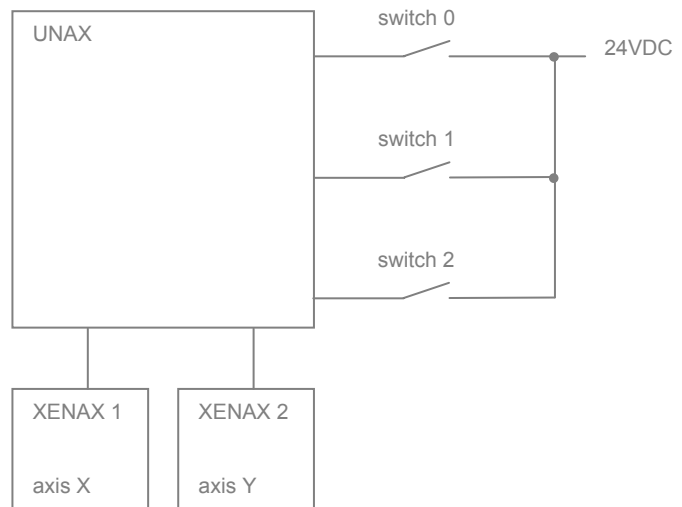 switch 0
UNAX
24VDC
switch 1
switch 2
XENAX 1
XENAX 2
axis X
axis Y